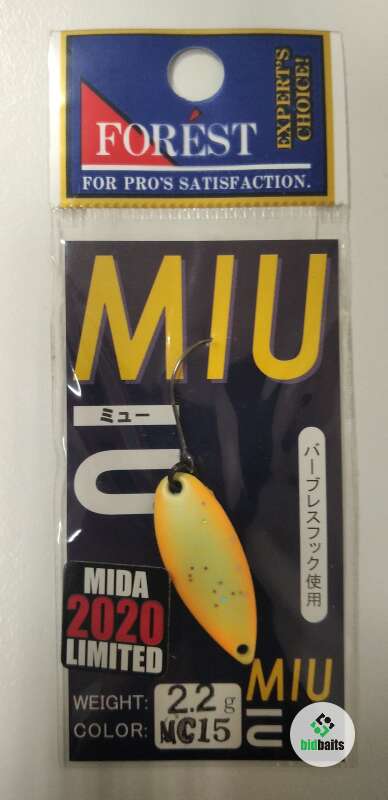 FORÉST
FOR PRO'S SATISFACTION.
EXPERT'S
CHOICE!
MIU
ミュー
バーブレスフック使用
MIDA
2020
LIMITED
MIU
WEIGHT: 2.2g
COLOR: MC15
bidbaits